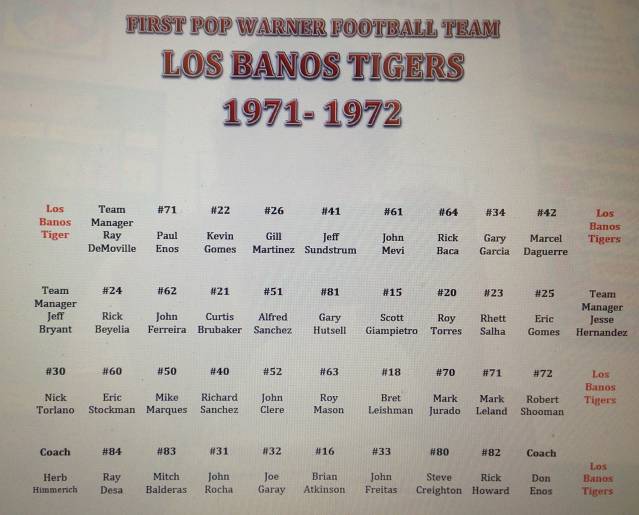 FIRST POP WARNER FOOTBALL TEAM
LOS BANOS TIGERS
1971- 1972
Los Banos Tiger
Team Manager Ray DeMoville
#71 Paul Enos
#22 Kevin Gomes
#26 Gill Martinez
#41 Jeff Sundstrum
#61 John Mevi
#64 Rick Baca
#34 Gary Garcia
#42 Marcel Daguerre
Los Banos Tigers
Team Manager Jeff Bryant
#24 Rick Beyelia
#62 John Ferreira
#21 Curtis Brubaker
#51 Alfred Sanchez
#81 Gary Hutsell
#15 Scott Giampietro
#20 Roy Torres
#23 Rhett Salha
#25 Eric Gomes
Team Manager Jesse Hernandez
#30 Nick Torlano
#60 Eric Stockman
#50 Mike Marques
#40 Richard Sanchez
#52 John Clere
#63 Roy Mason
#18 Bret Leishman
#70 Mark Jurado
#71 Mark Leland
#72 Robert Shooman
Los Banos Tigers
Coach Herb Himmerich
#84 Ray Desa
#83 Mitch Balderas
#31 John Rocha
#32 Joe Garay
#16 Brian Atkinson
#33 John Freitas
#80 Steve Creighton
#82 Rick Howard
Coach Don Enos
Los Banos Tigers